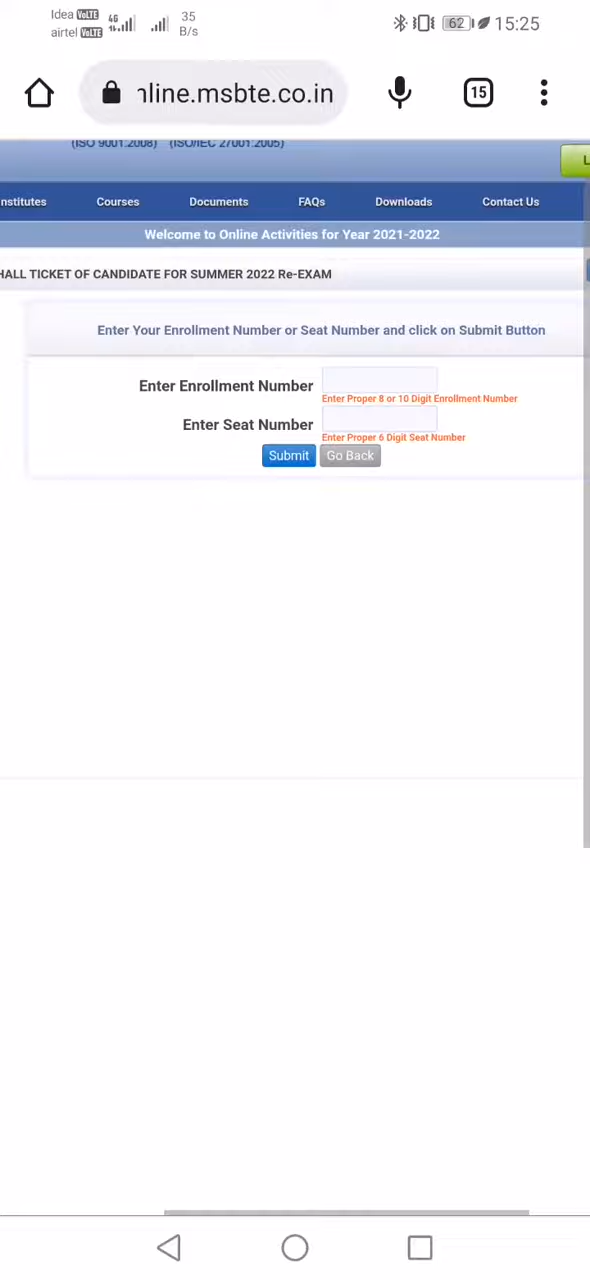 Idea VoLTE 4G 35 62 15:25
airtel VoLTE B/s
nline.msbte.co.in 15
(ISO 9001:2008) (ISO/IEC 27001:2005)
L
nstitutes Courses Documents FAQs Downloads Contact Us
Welcome to Online Activities for Year 2021-2022
HALL TICKET OF CANDIDATE FOR SUMMER 2022 Re-EXAM
Enter Your Enrollment Number or Seat Number and click on Submit Button
Enter Enrollment Number
Enter Proper 8 or 10 Digit Enrollment Number
Enter Seat Number
Enter Proper 6 Digit Seat Number
Submit Go Back